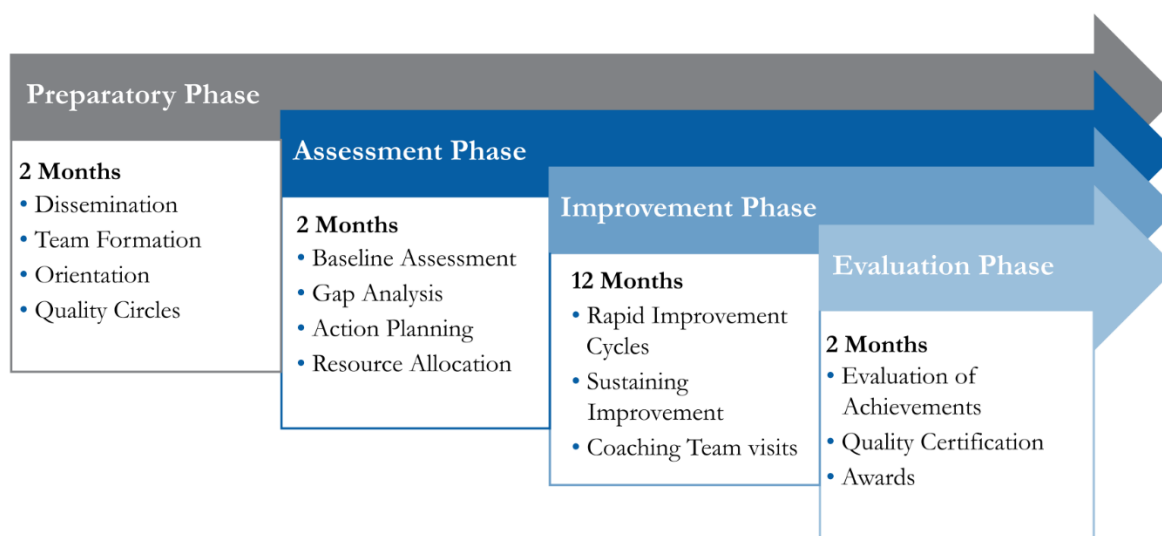 Preparatory Phase
2 Months
• Dissemination
• Team Formation
• Orientation
• Quality Circles
Assessment Phase
2 Months
• Baseline Assessment
• Gap Analysis
• Action Planning
• Resource Allocation
Improvement Phase
12 Months
• Rapid Improvement
Cycles
• Sustaining
Improvement
• Coaching Team visits
Evaluation Phase
2 Months
• Evaluation of
Achievements
• Quality Certification
• Awards